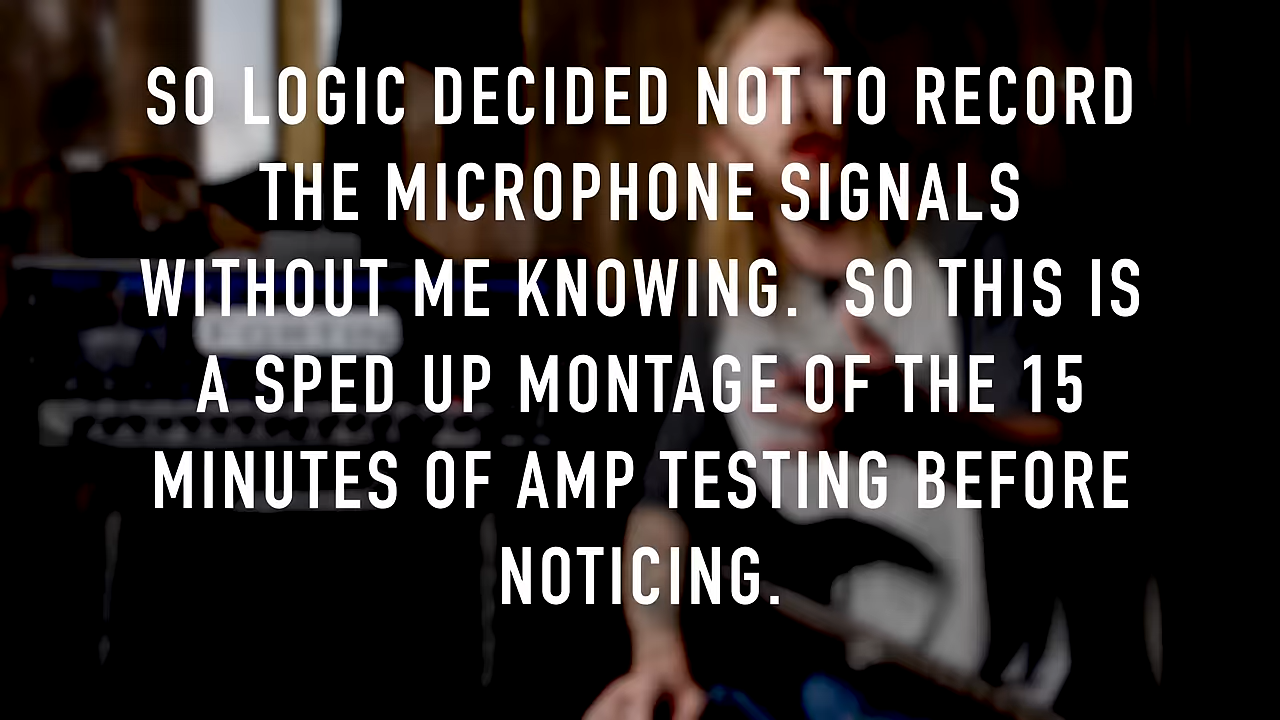 SO LOGIC DECIDED NOT TO RECORD
THE MICROPHONE SIGNALS
WITHOUT ME KNOWING. SO THIS IS
A SPED UP MONTAGE OF THE 15
MINUTES OF AMP TESTING BEFORE
NOTICING.